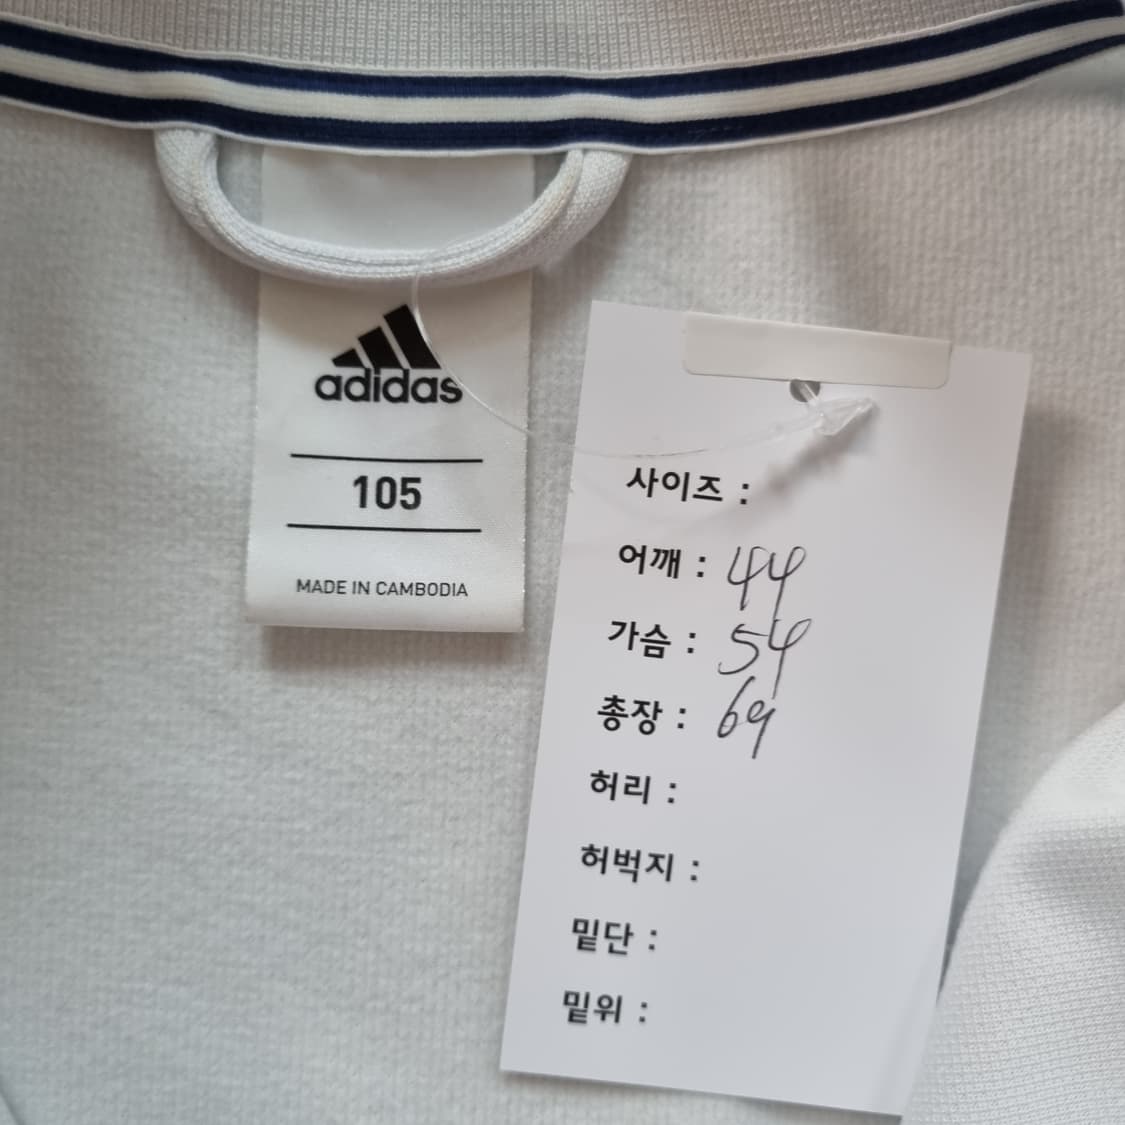 adidas
105
MADE IN CAMBODIA
사이즈 :
어깨 : 44
가슴 : 54
총장 : 69
허리 :
허벅지 :
밑단 :
밑위 :